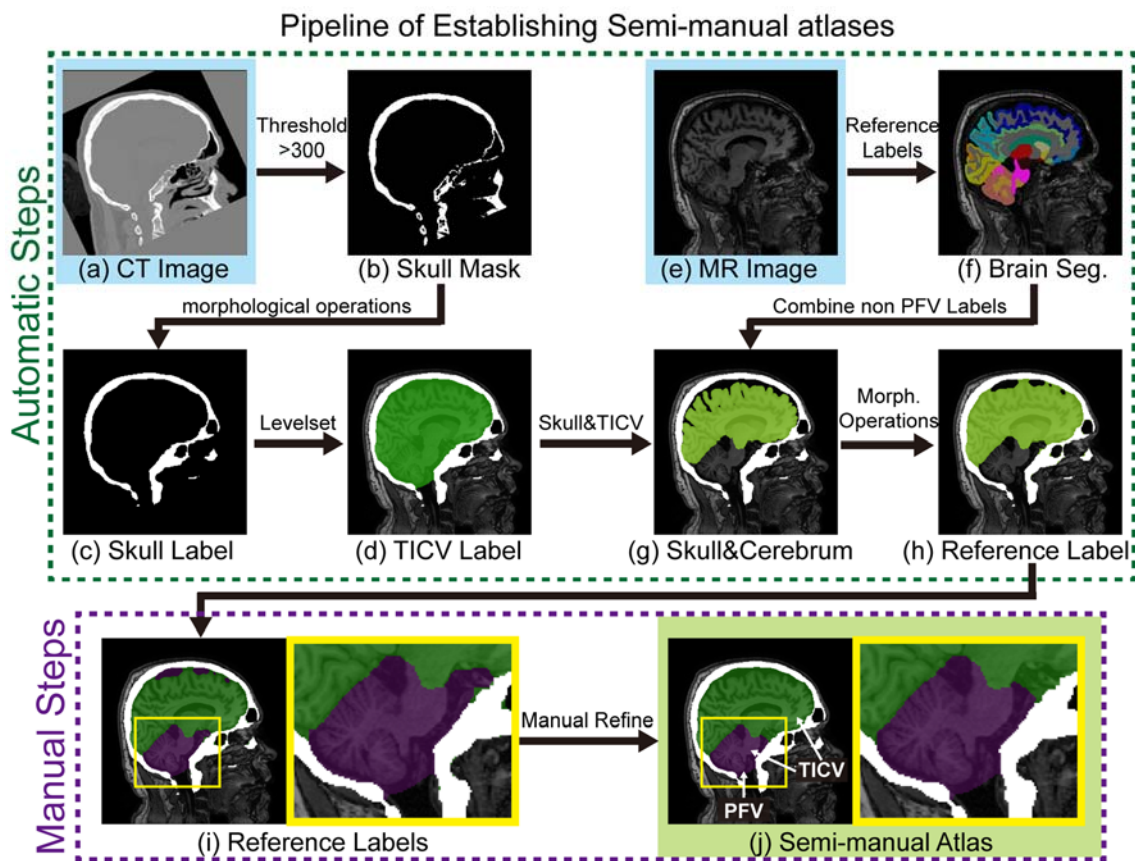 Pipeline of Establishing Semi-manual atlases
Automatic Steps
Threshold
>300
Reference
Labels
(a) CT Image
(b) Skull Mask
(e) MR Image
(f) Brain Seg.
morphological operations
Combine non PFV Labels
Levelset
Skull&TICV
Morph.
Operations
(c) Skull Label
(d) TICV Label
(g) Skull&Cerebrum
(h) Reference Label
Manual Steps
Manual Refine
TICV
PFV
(i) Reference Labels
(j) Semi-manual Atlas